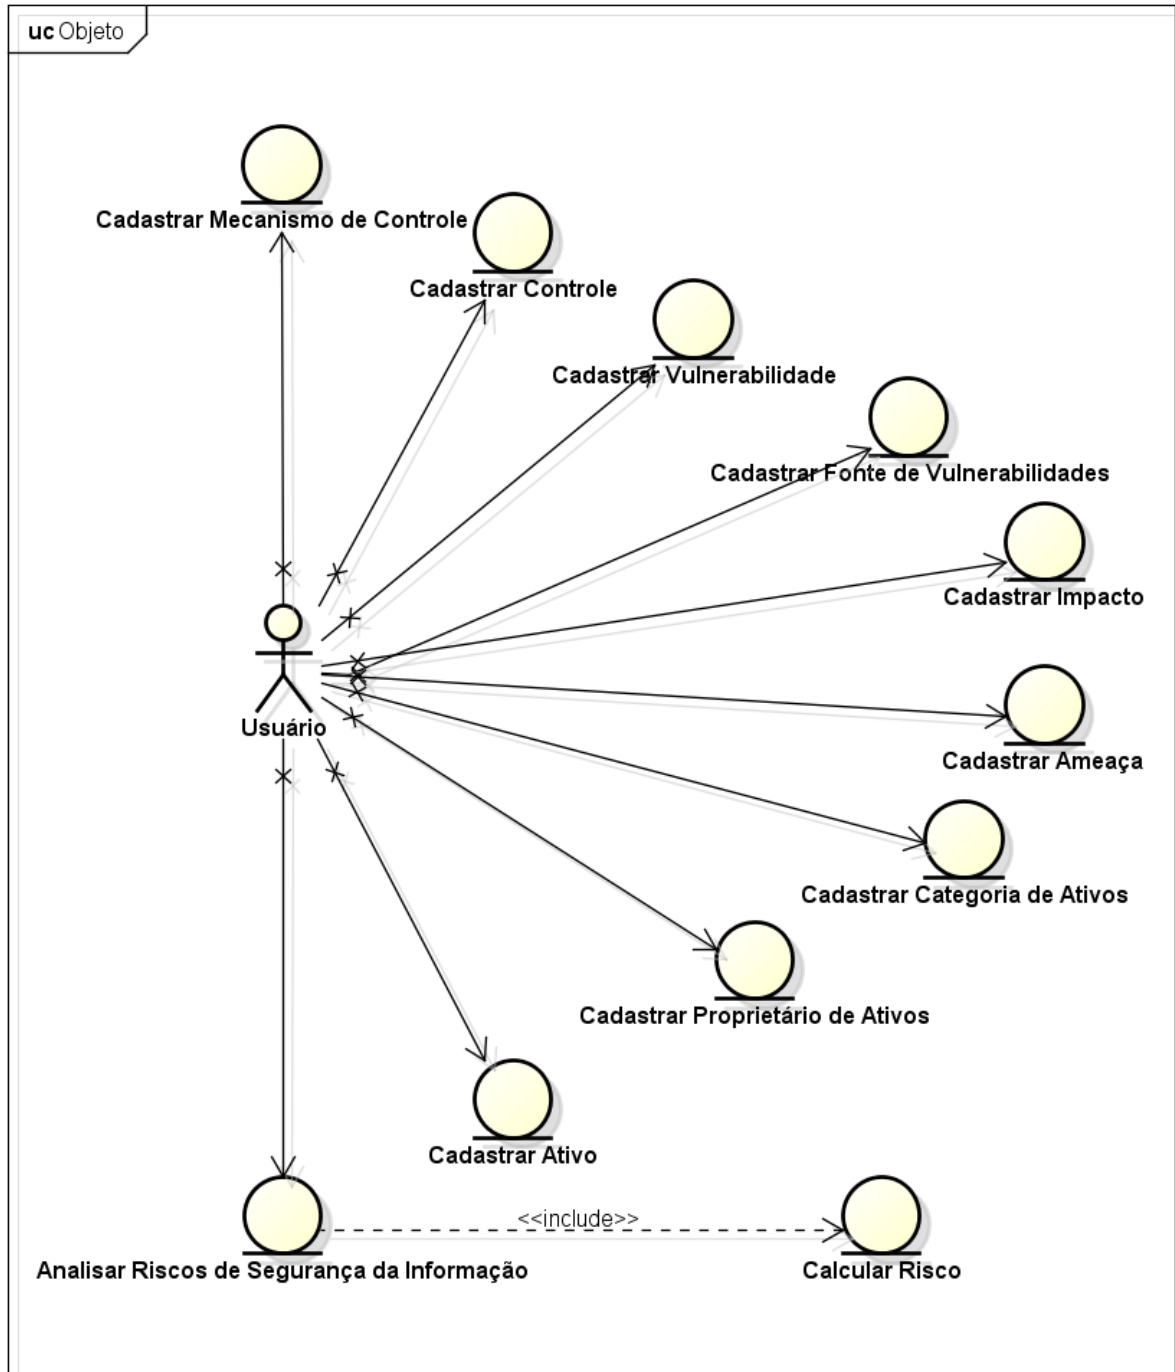 uc Objeto
Cadastrar Mecanismo de Controle
Cadastrar Controle
Cadastrar Vulnerabilidade
Cadastrar Fonte de Vulnerabilidades
Cadastrar Impacto
Usuário
Cadastrar Ameaça
Cadastrar Categoria de Ativos
Cadastrar Proprietário de Ativos
Cadastrar Ativo
<<include>>
Analisar Riscos de Segurança da Informação
Calcular Risco